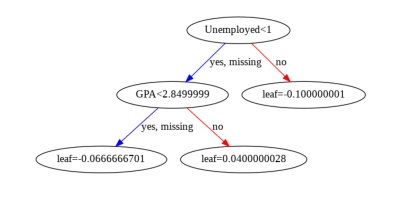 Unemployed<1
yes, missing
no
GPA<2.8499999
leaf=-0.100000001
yes, missing
no
leaf=-0.0666666701
leaf=0.0400000028